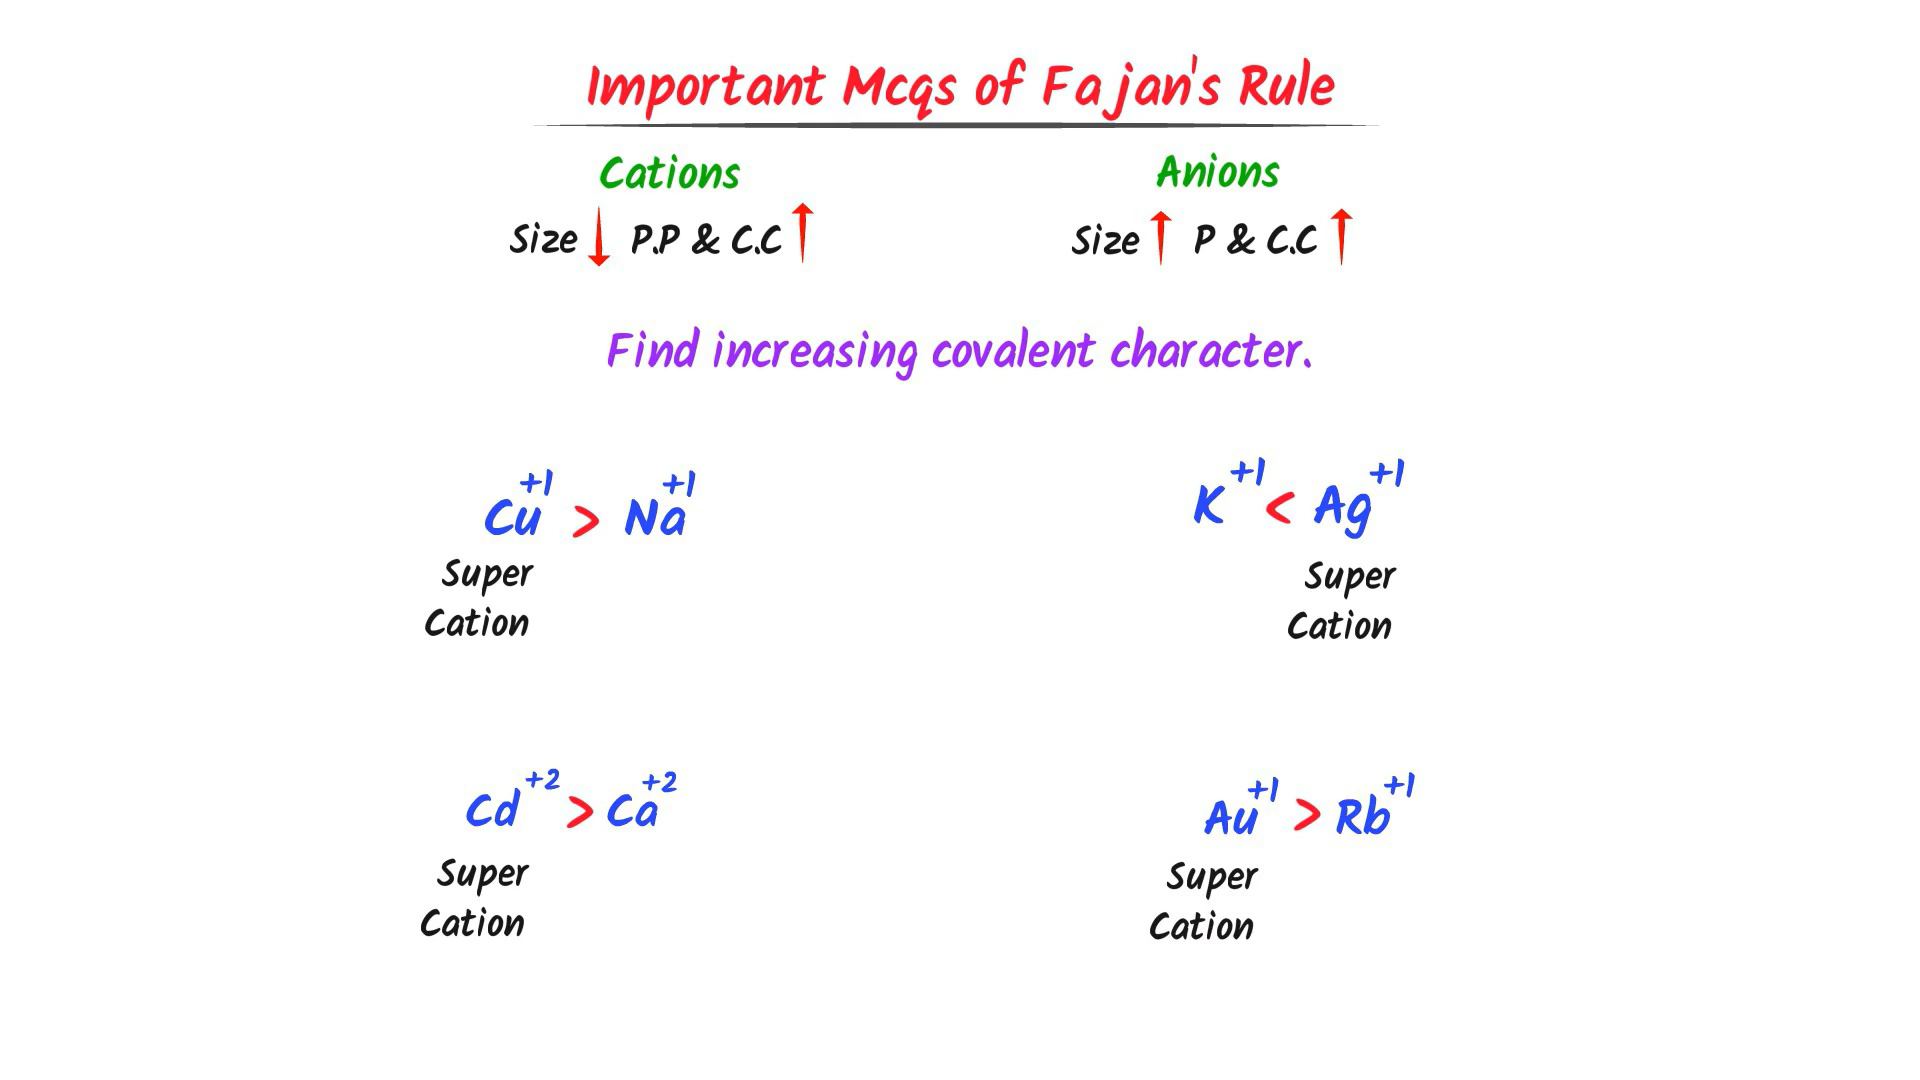 Important Mcqs of Fajan's Rule
Cations
Size ↓ P.P & C.C ↑
Anions
Size ↑ P & C.C ↑
Find increasing covalent character.
Cu⁺¹ > Na⁺¹
Super
Cation
K⁺¹ < Ag⁺¹
Super
Cation
Cd⁺² > Ca⁺²
Super
Cation
Au⁺¹ > Rb⁺¹
Super
Cation